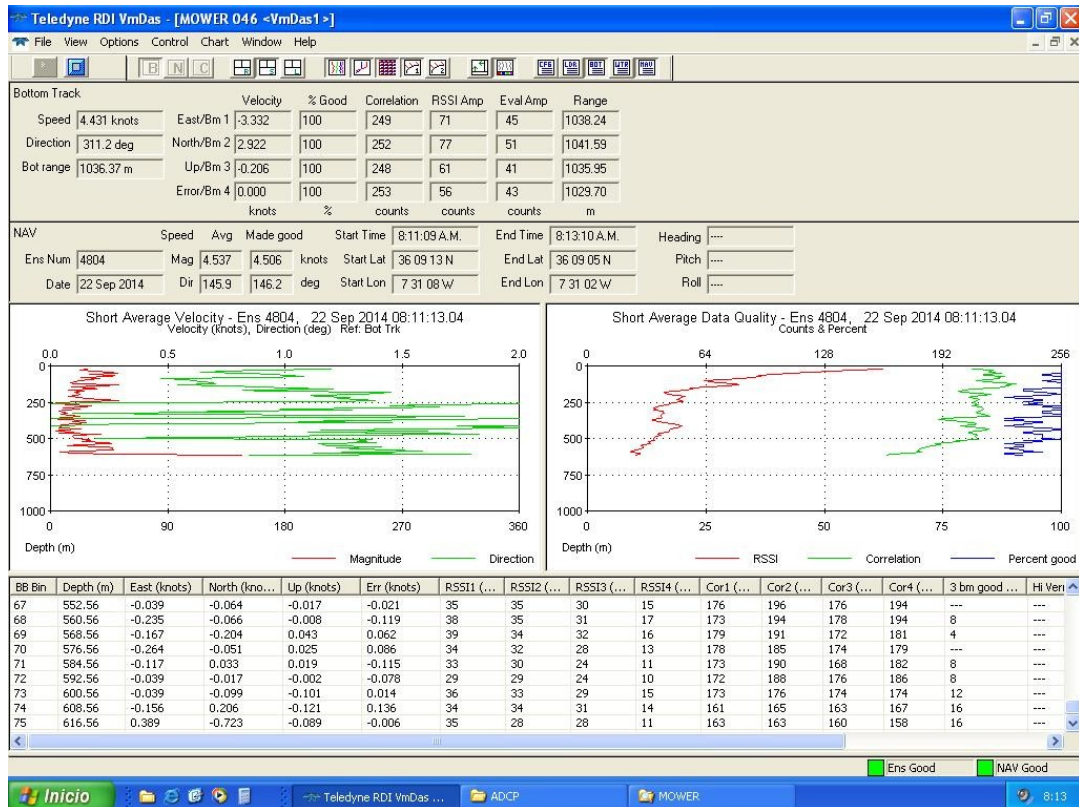 Teledyne RDI VmDas - [MOWER 046 <VmDas1>]
File View Options Control Chart Window Help
B N C CFG LDR BOT WTR NAV
Bottom Track
Velocity % Good Correlation RSSI Amp Eval Amp Range
Speed 4.431 knots East/Bm 1 -3.332 100 249 71 45 1038.24
Direction 311.2 deg North/Bm 2 2.922 100 252 77 51 1041.59
Bot range 1036.37 m Up/Bm 3 -0.206 100 248 61 41 1035.95
Error/Bm 4 0.000 100 253 56 43 1029.70
knots % counts counts counts m
NAV Speed Avg Made good Start Time 8:11:09 A.M. End Time 8:13:10 A.M. Heading ----
Ens Num 4804 Mag 4.537 4.506 knots Start Lat 36 09 13 N End Lat 36 09 05 N Pitch ----
Date 22 Sep 2014 Dir 145.9 146.2 deg Start Lon 7 31 08 W End Lon 7 31 02 W Roll ----
Short Average Velocity - Ens 4804, 22 Sep 2014 08:11:13.04
Velocity (knots), Direction (deg) Ref: Bot Trk
0.0 0.5 1.0 1.5 2.0
0
250
500
750
1000
0 90 180 270 360
Depth (m)
Magnitude Direction
Short Average Data Quality - Ens 4804, 22 Sep 2014 08:11:13.04
Counts & Percent
0 64 128 192 256
0
250
500
750
1000
0 25 50 75 100
Depth (m)
RSSI Correlation Percent good
BB Bin Depth (m) East (knots) North (kno... Up (knots) Err (knots) RSSI1 (... RSSI2 (... RSSI3 (... RSSI4 (... Cor1 (... Cor2 (... Cor3 (... Cor4 (... 3 bm good ... Hi Verr
67 552.56 -0.039 -0.064 -0.017 -0.021 35 35 30 15 176 196 176 194 --- ---
68 560.56 -0.235 -0.066 -0.008 -0.119 38 35 31 17 173 194 178 194 8 ---
69 568.56 -0.167 -0.204 0.043 0.062 39 34 32 16 179 191 172 181 4 ---
70 576.56 -0.264 -0.051 0.025 0.086 34 32 28 13 178 185 174 179 --- ---
71 584.56 -0.117 0.033 0.019 -0.115 33 30 24 11 173 190 168 182 8 ---
72 592.56 -0.039 -0.017 -0.002 -0.078 29 29 24 10 172 188 176 186 8 ---
73 600.56 -0.039 -0.099 -0.101 0.014 36 33 29 15 173 176 174 174 12 ---
74 608.56 -0.156 0.206 -0.121 0.136 34 34 31 14 161 165 163 167 16 ---
75 616.56 0.389 -0.723 -0.089 -0.006 35 28 28 11 163 163 160 158 16 ---
Ens Good NAV Good
Inicio Teledyne RDI VmDas ... ADCP MOWER 8:13